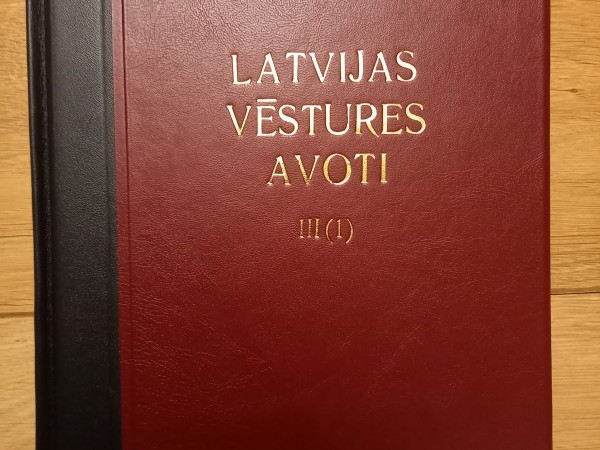 LATVIJAS
VĒSTURES
AVOTI
III (1)